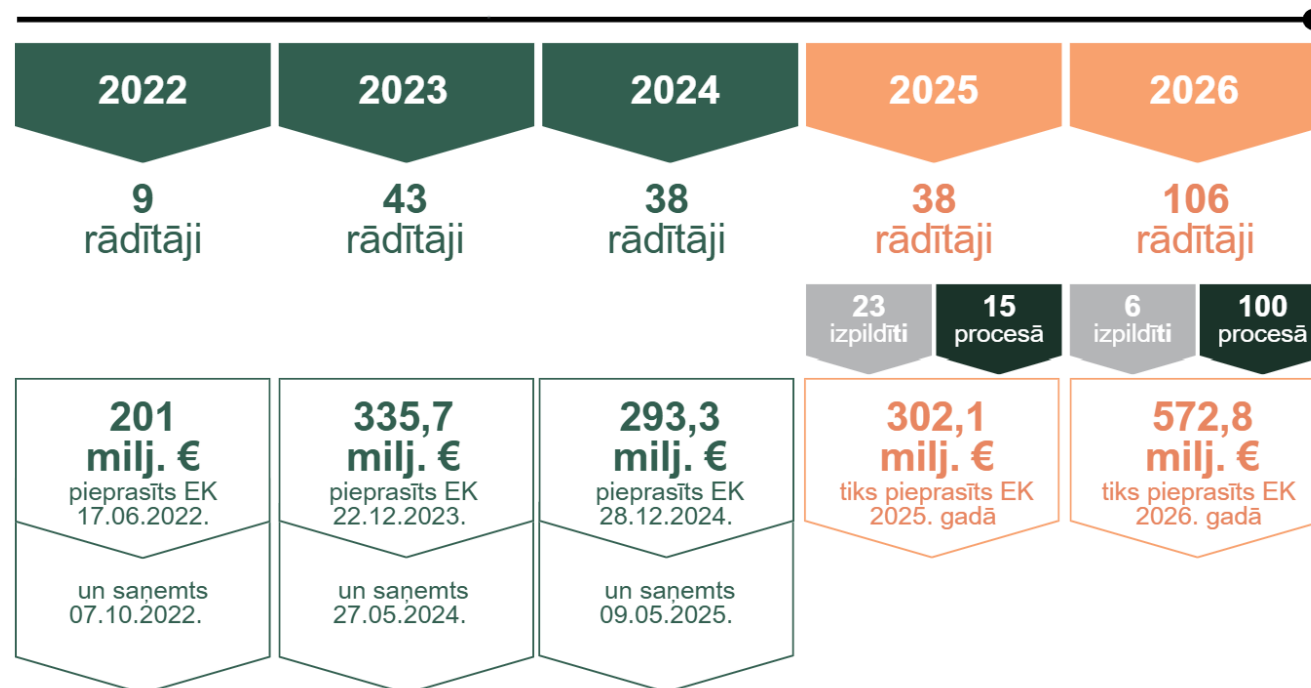 2022
2023
2024
2025
2026
9
rādītāji
43
rādītāji
38
rādītāji
38
rādītāji
106
rādītāji
23
izpildīti
15
procesā
6
izpildīti
100
procesā
201
milj. €
pieprasīts EK
17.06.2022.
335,7
milj. €
pieprasīts EK
22.12.2023.
293,3
milj. €
pieprasīts EK
28.12.2024.
302,1
milj. €
tiks pieprasīts EK
2025. gadā
572,8
milj. €
tiks pieprasīts EK
2026. gadā
un saņemts
07.10.2022.
un saņemts
27.05.2024.
un saņemts
09.05.2025.